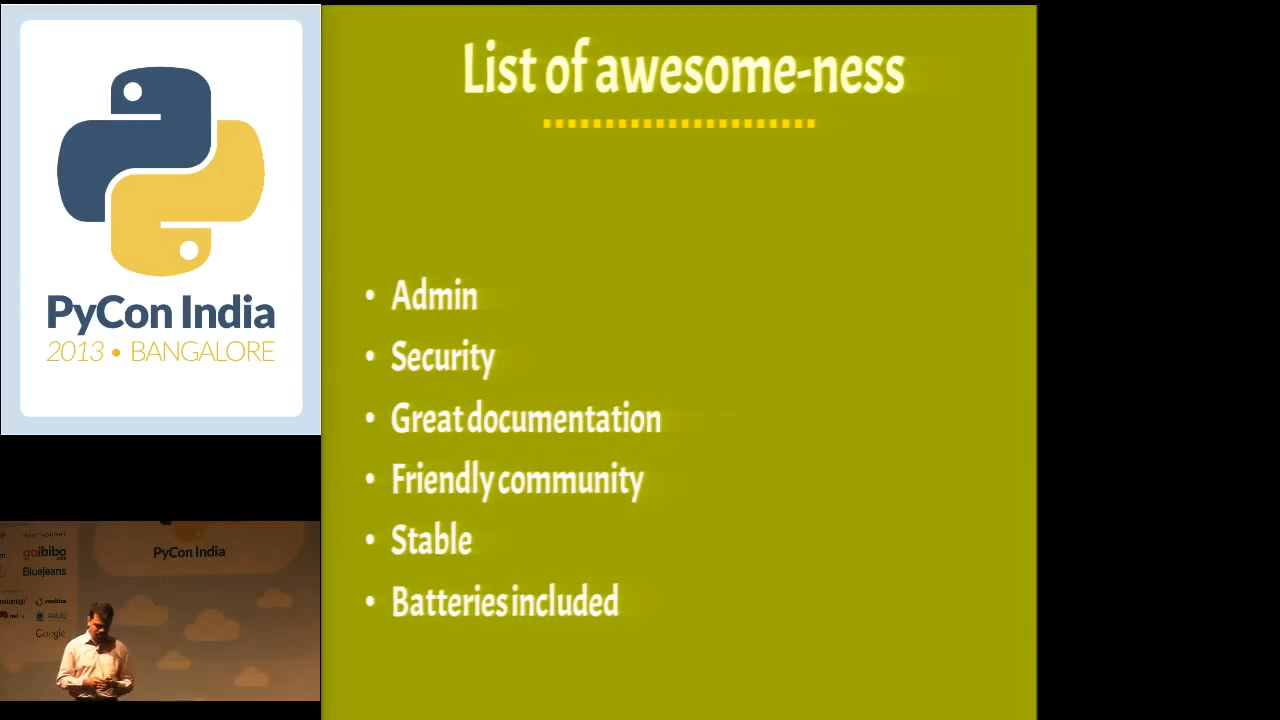 PyCon India
2013 • BANGALORE
List of awesome-ness
• Admin
• Security
• Great documentation
• Friendly community
• Stable
• Batteries included
PyCon India
goibibo
BlueJeans
AGILIQ
Google